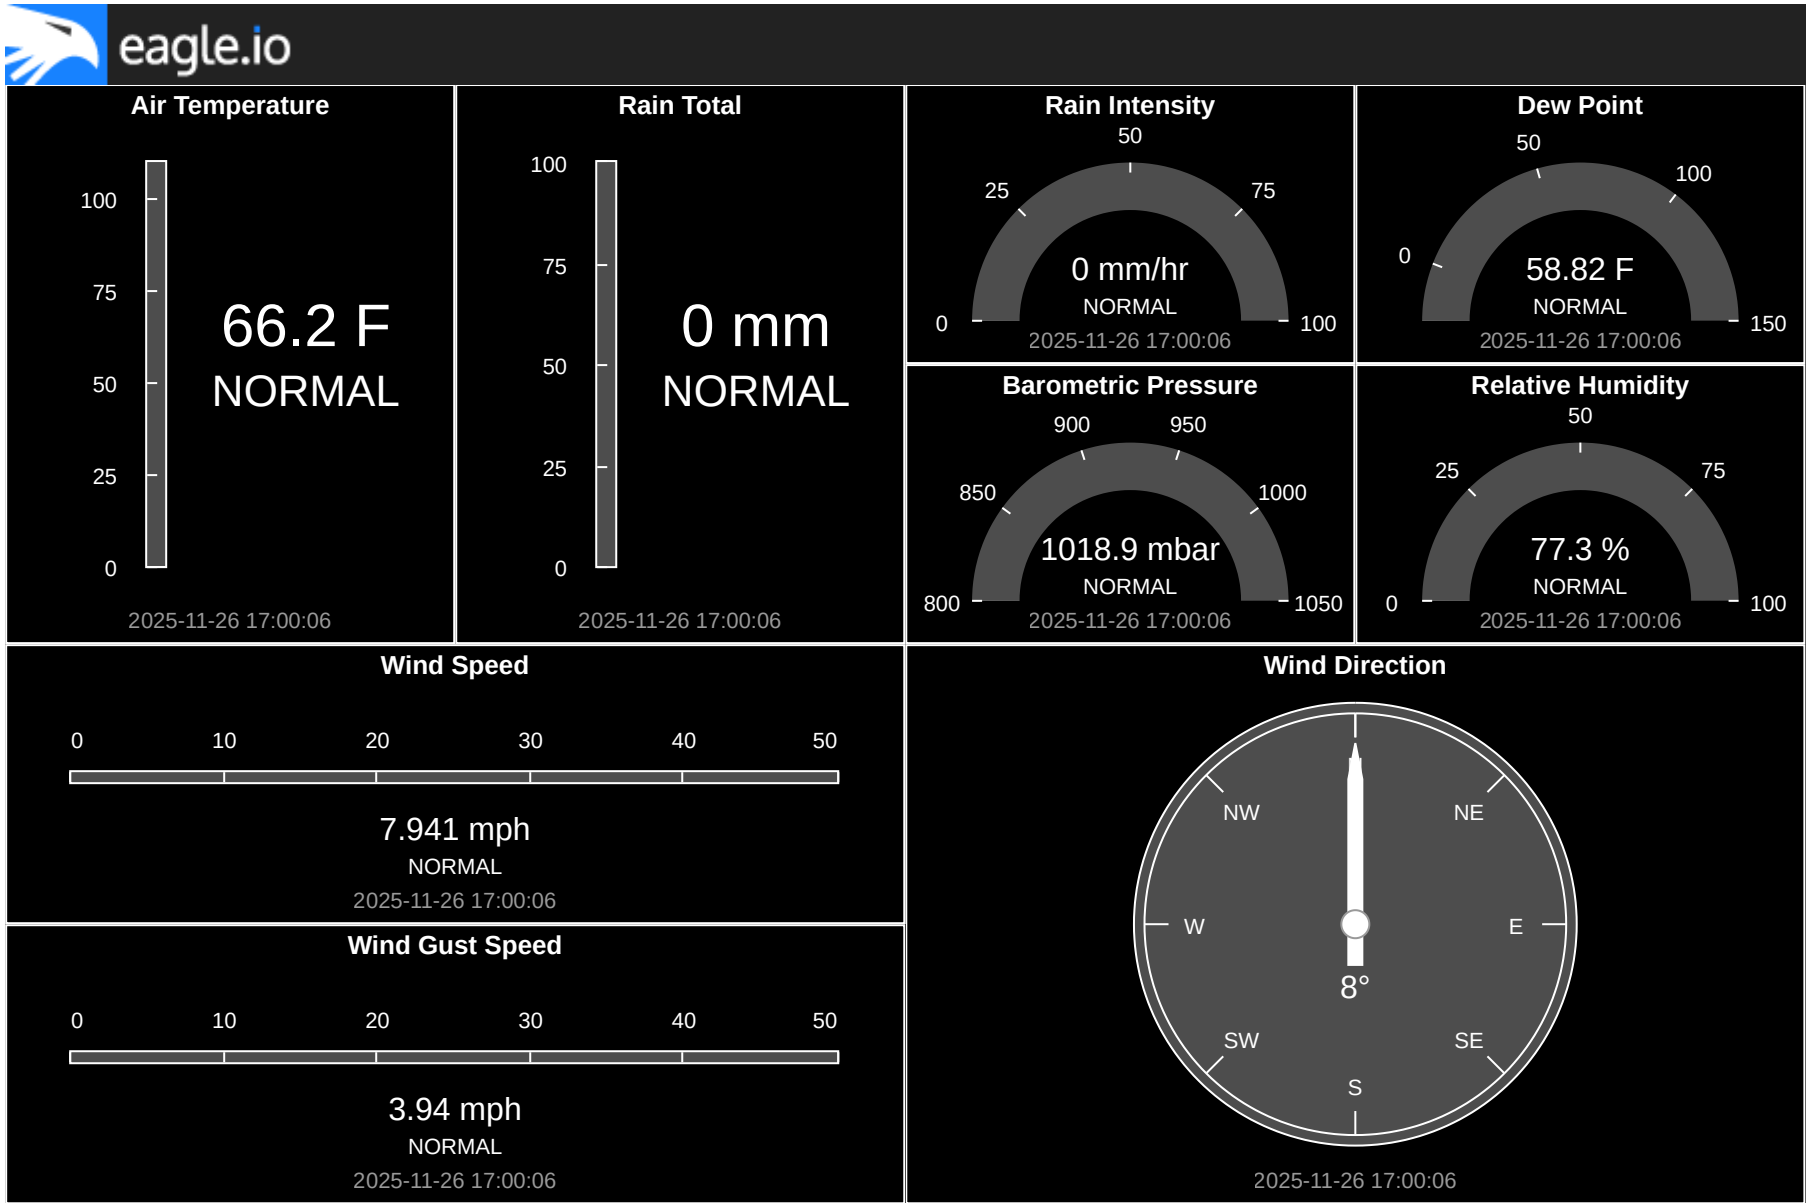 eagle.io
Air Temperature
100
75
50
25
0
66.2 F
NORMAL
2025-11-26 17:00:06
Rain Total
100
75
50
25
0
0 mm
NORMAL
2025-11-26 17:00:06
Rain Intensity
50
25
75
0
100
0 mm/hr
NORMAL
2025-11-26 17:00:06
Dew Point
50
100
0
150
58.82 F
NORMAL
2025-11-26 17:00:06
Barometric Pressure
900
950
850
1000
800
1050
1018.9 mbar
NORMAL
2025-11-26 17:00:06
Relative Humidity
50
25
75
0
100
77.3 %
NORMAL
2025-11-26 17:00:06
Wind Speed
0 10 20 30 40 50
7.941 mph
NORMAL
2025-11-26 17:00:06
Wind Gust Speed
0 10 20 30 40 50
3.94 mph
NORMAL
2025-11-26 17:00:06
Wind Direction
NW
NE
W
E
8°
SW
SE
S
2025-11-26 17:00:06